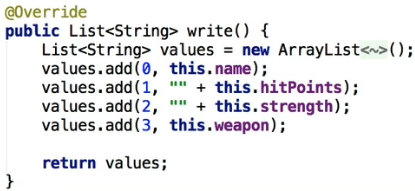 @Override
public List<String> write() {
    List<String> values = new ArrayList<~>();
    values.add(0, this.name);
    values.add(1, "" + this.hitPoints);
    values.add(2, "" + this.strength);
    values.add(3, this.weapon);

    return values;
}